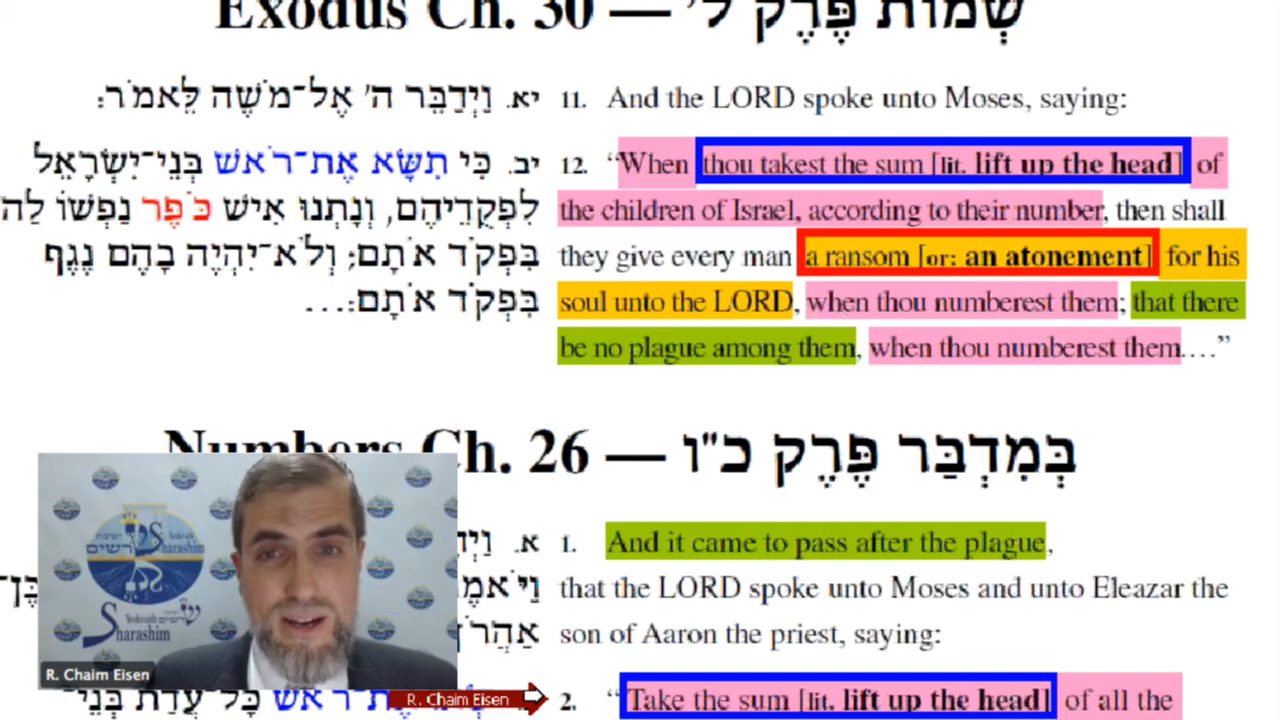 Exodus Ch. 30 — שְׁמוֹת פֶּרֶק ל'
יא. וַיְדַבֵּר ה' אֶל־מֹשֶׁה לֵּאמֹר:
11. And the LORD spoke unto Moses, saying:
יב. כִּי תִשָּׂא אֶת־רֹאשׁ בְּנֵי־יִשְׂרָאֵל
לִפְקֻדֵיהֶם, וְנָתְנוּ אִישׁ כֹּפֶר נַפְשׁוֹ לַה'
בִּפְקֹד אֹתָם; וְלֹא־יִהְיֶה בָהֶם נֶגֶף
בִּפְקֹד אֹתָם:...
12. “When thou takest the sum [lit. lift up the head] of
the children of Israel, according to their number, then shall
they give every man a ransom [or: an atonement] for his
soul unto the LORD, when thou numberest them; that there
be no plague among them, when thou numberest them....”
Numbers Ch. 26 — בְּמִדְבַּר פֶּרֶק כ"ו
א.
1. And it came to pass after the plague,
that the LORD spoke unto Moses and unto Eleazar the
son of Aaron the priest, saying:
רֹאשׁ כָּל־עֲדַת בְּנֵי־
2. “Take the sum [lit. lift up the head] of all the
Yeshivath
Sharashim
שרשים
Yeshivath
Sharashim
R. Chaim Eisen
R. Chaim Eisen